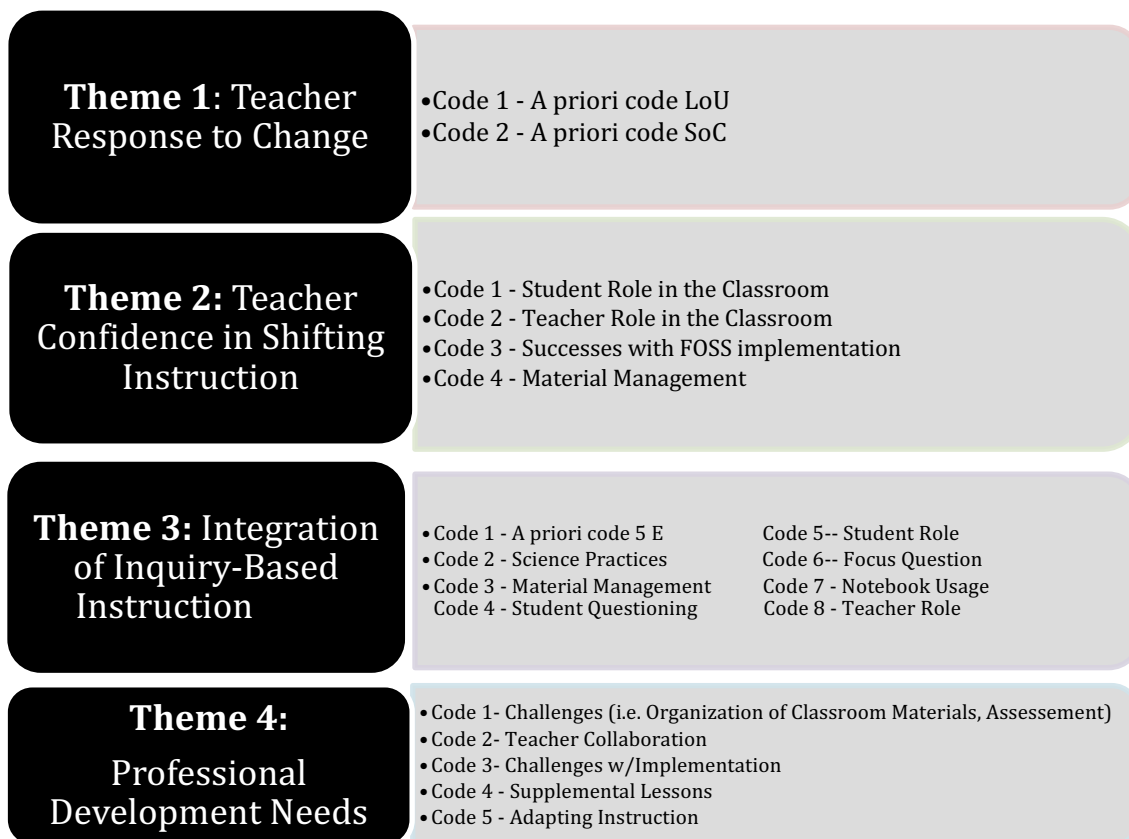 Theme 1: Teacher
Response to Change
•Code 1 - A priori code LoU
•Code 2 - A priori code SoC
Theme 2: Teacher
Confidence in Shifting
Instruction
•Code 1 - Student Role in the Classroom
•Code 2 - Teacher Role in the Classroom
•Code 3 - Successes with FOSS implementation
•Code 4 - Material Management
Theme 3: Integration
of Inquiry-Based
Instruction
•Code 1 - A priori code 5 E
•Code 2 - Science Practices
•Code 3 - Material Management
Code 4 - Student Questioning
Code 5-- Student Role
Code 6-- Focus Question
Code 7 - Notebook Usage
Code 8 - Teacher Role
Theme 4:
Professional
Development Needs
•Code 1- Challenges (i.e. Organization of Classroom Materials, Assessement)
•Code 2- Teacher Collaboration
•Code 3- Challenges w/Implementation
•Code 4 - Supplemental Lessons
•Code 5 - Adapting Instruction